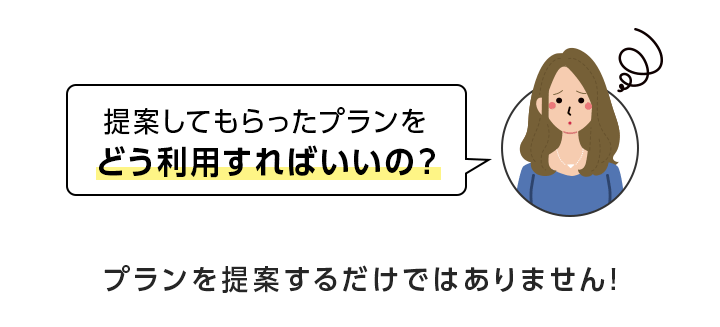 提案してもらったプランを
どう利用すればいいの？
プランを提案するだけではありません!